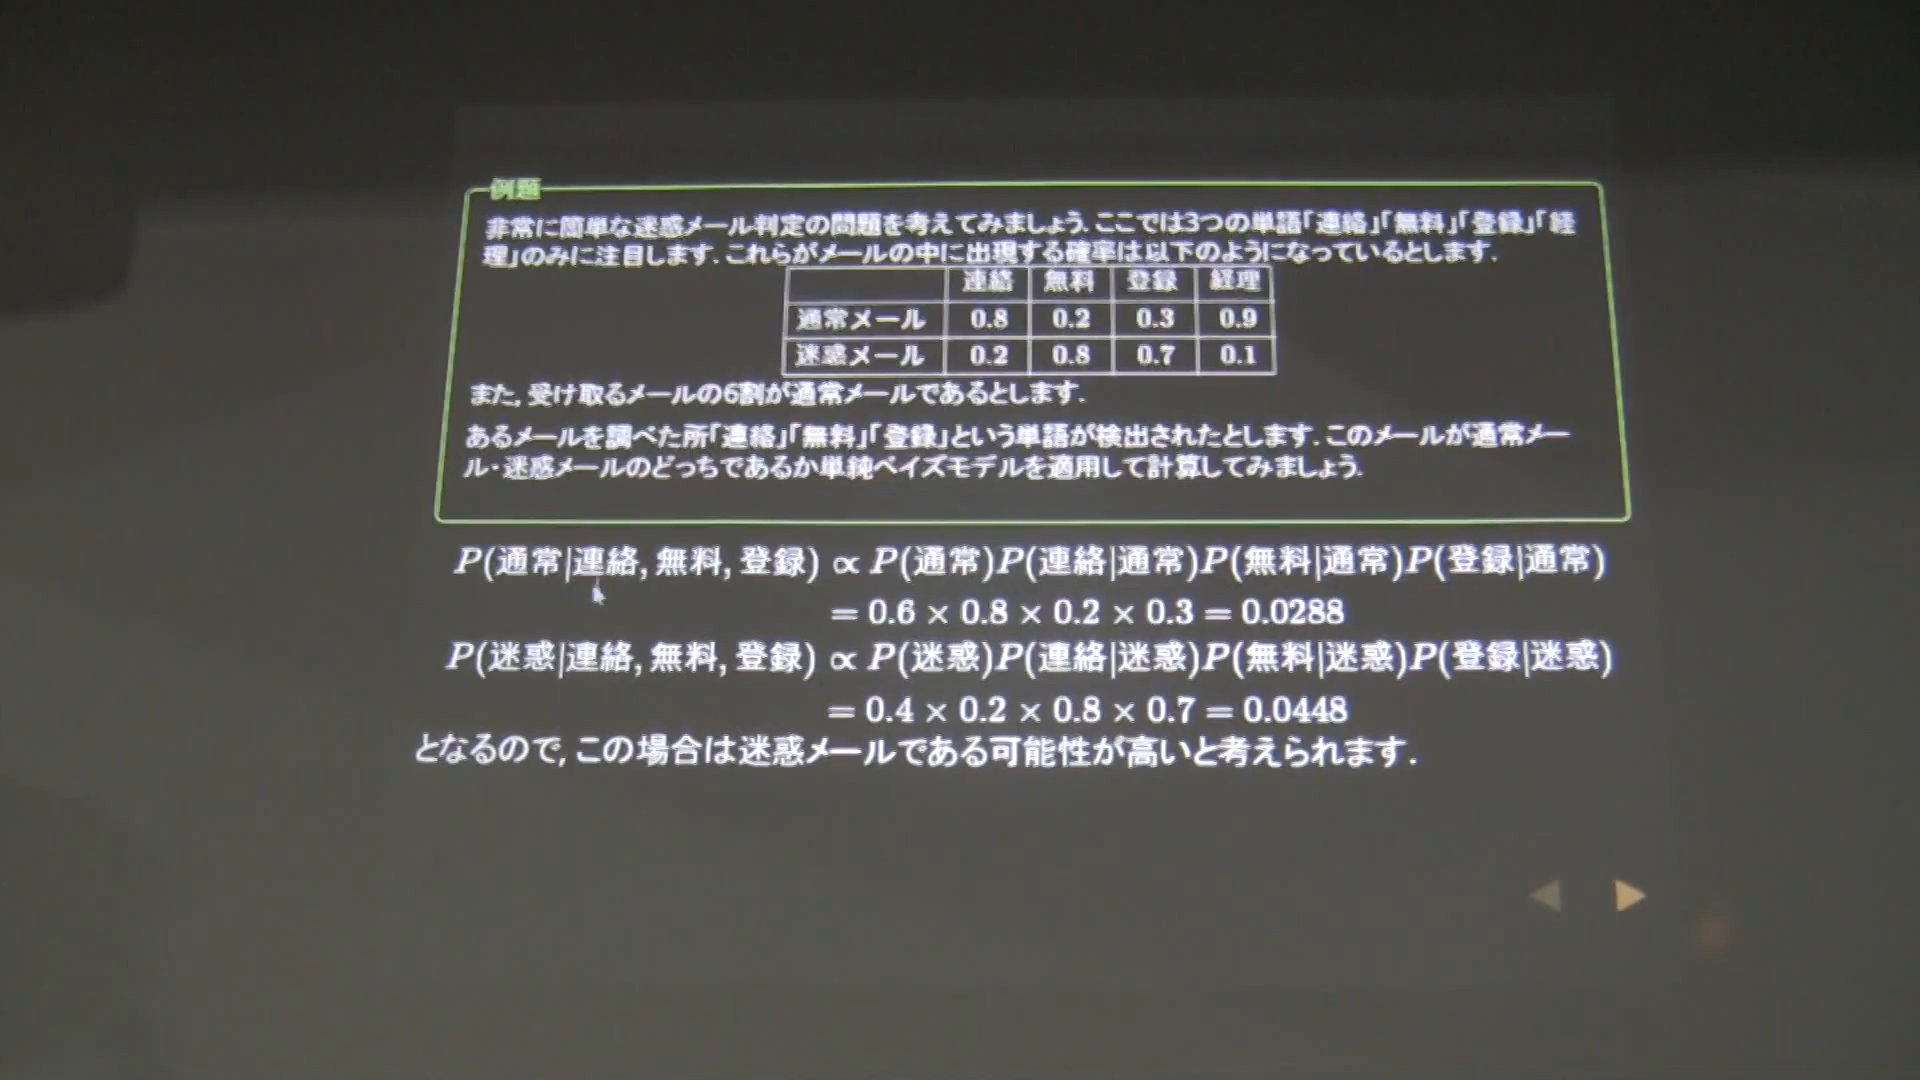 例題
非常に簡単な迷惑メール判定の問題を考えてみましょう.ここでは3つの単語「連絡」「無料」「登録」「経
理」のみに注目します.これらがメールの中に出現する確率は以下のようになっているとします.
連絡 無料 登録 経理
通常メール 0.8 0.2 0.3 0.9
迷惑メール 0.2 0.8 0.7 0.1
また,受け取るメールの6割が通常メールであるとします.
あるメールを調べた所「連絡」「無料」「登録」という単語が検出されたとします.このメールが通常メー
ル・迷惑メールのどっちであるか単純ベイズモデルを適用して計算してみましょう.
P(通常|連絡, 無料, 登録) ∝ P(通常)P(連絡|通常)P(無料|通常)P(登録|通常)
= 0.6 × 0.8 × 0.2 × 0.3 = 0.0288
P(迷惑|連絡, 無料, 登録) ∝ P(迷惑)P(連絡|迷惑)P(無料|迷惑)P(登録|迷惑)
= 0.4 × 0.2 × 0.8 × 0.7 = 0.0448
となるので,この場合は迷惑メールである可能性が高いと考えられます.